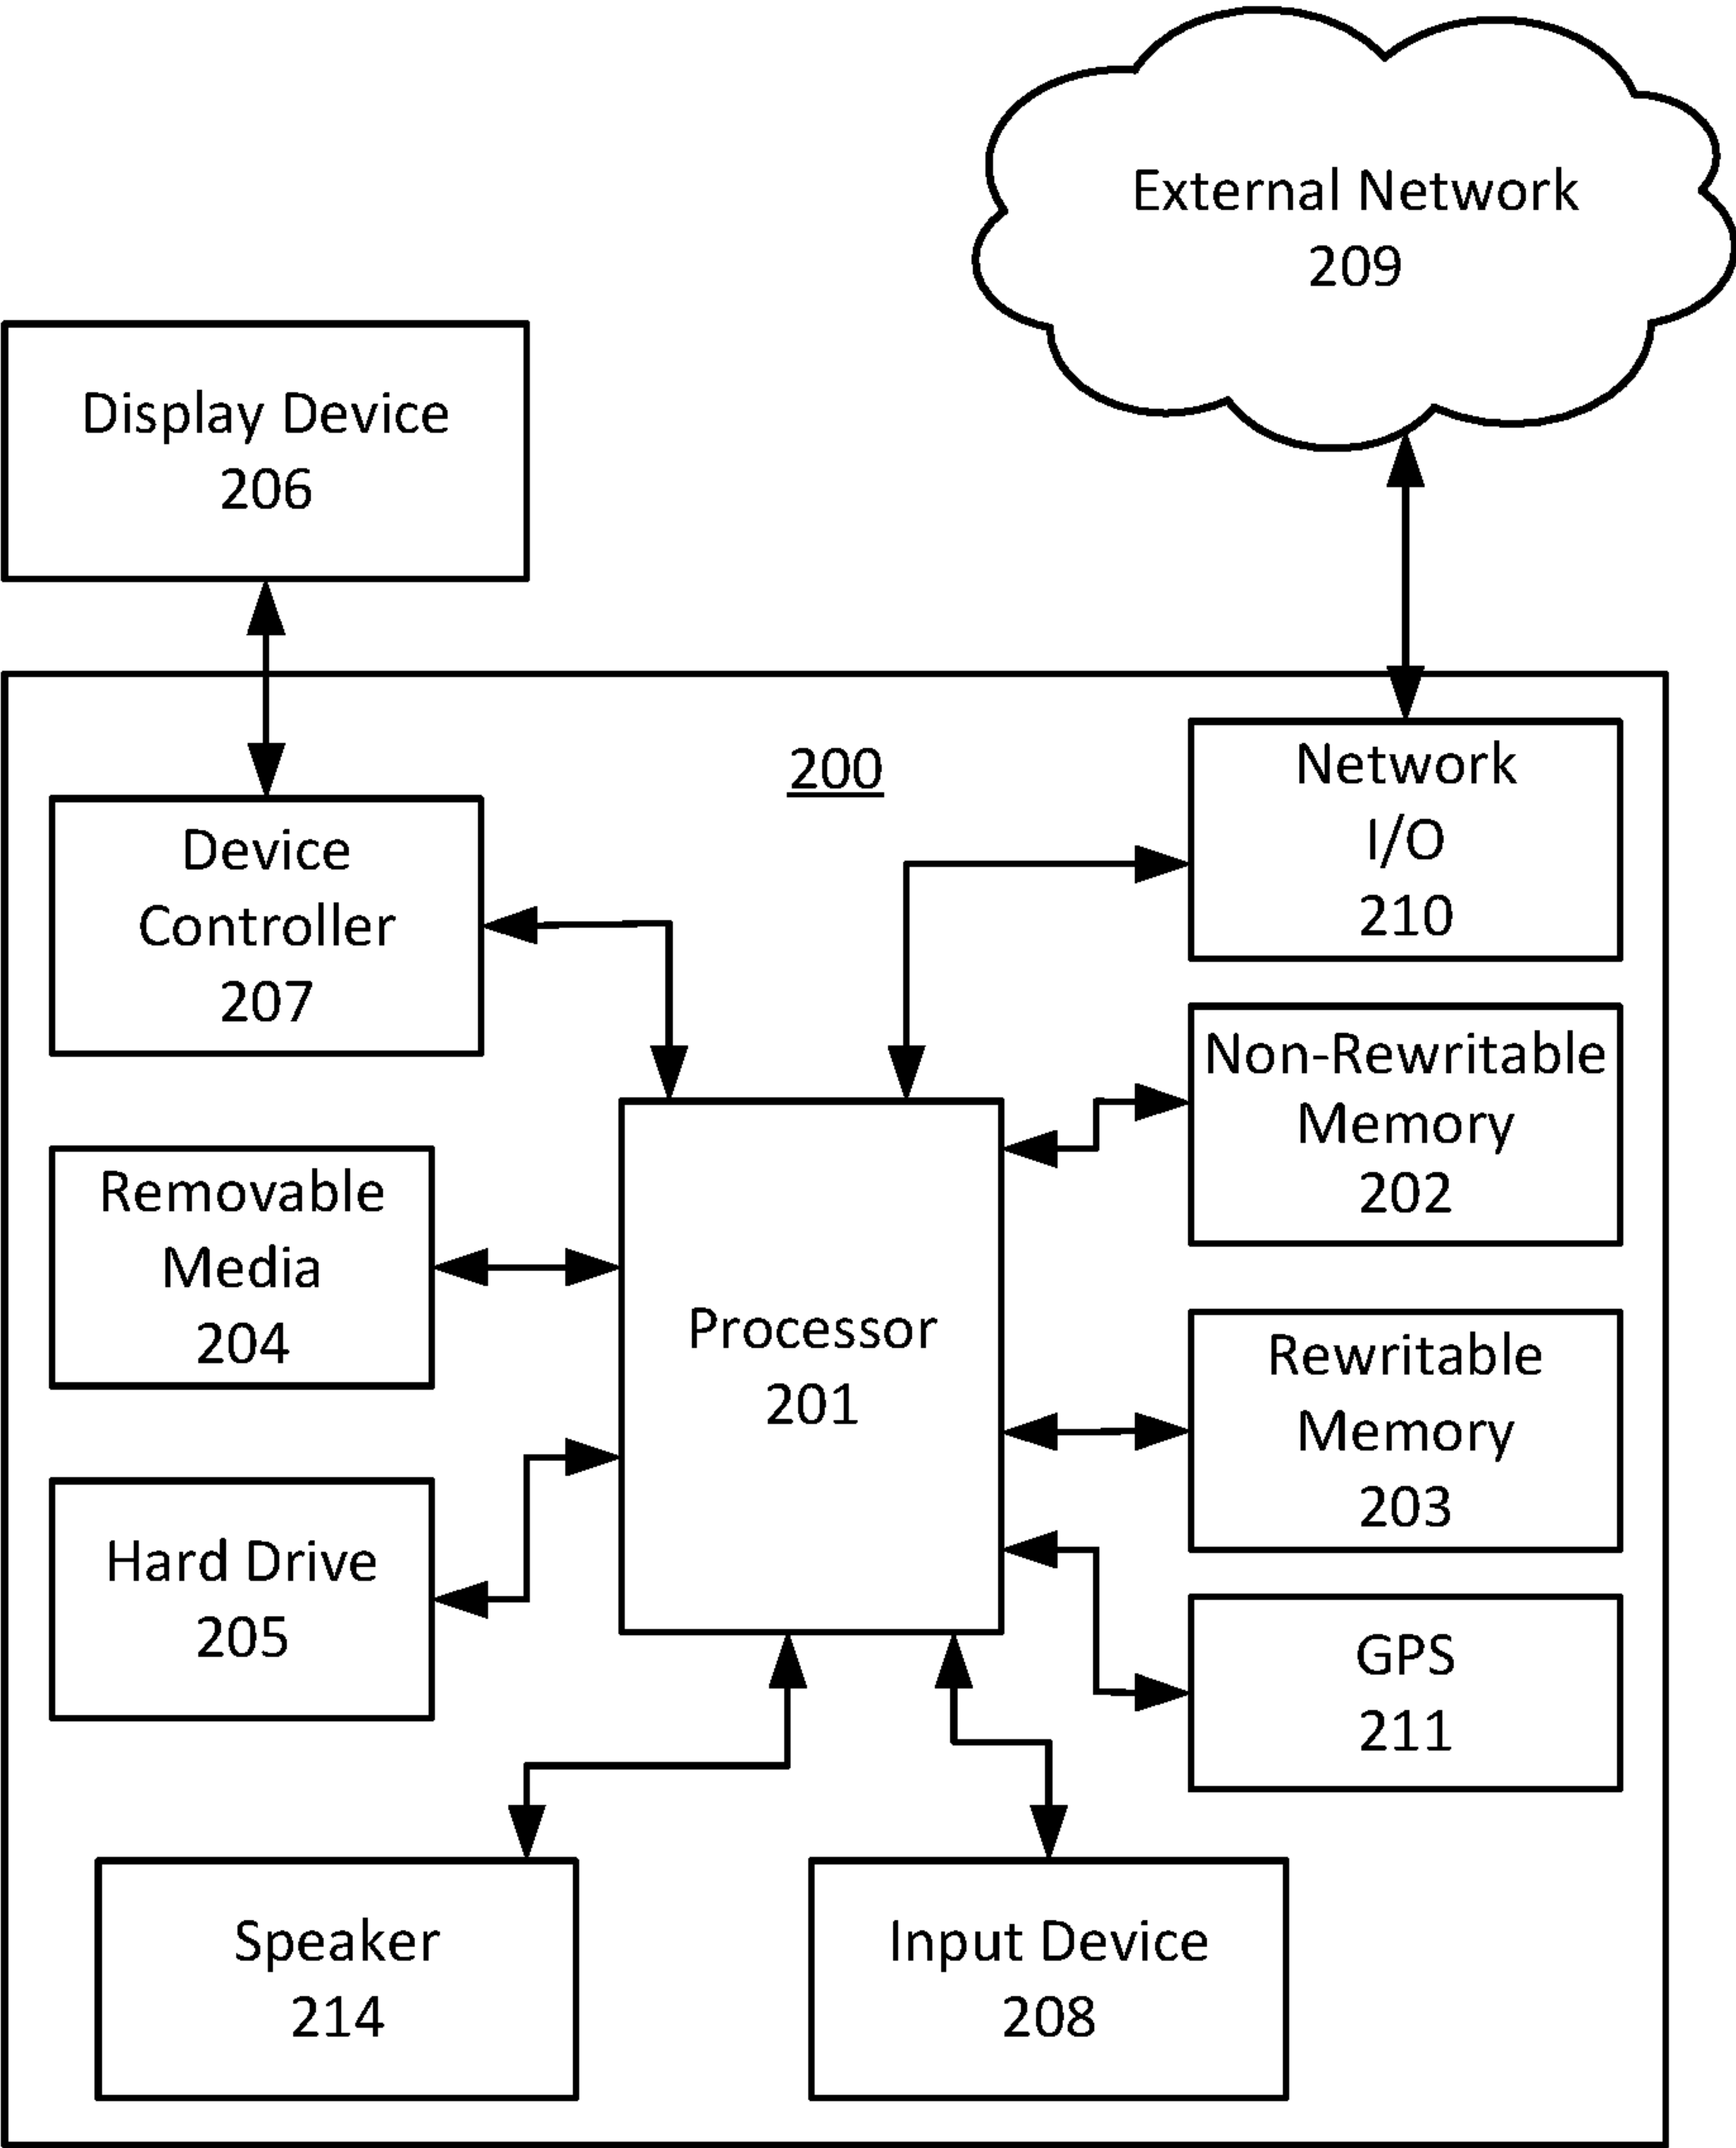 External Network
209
Display Device
206
200
Network
I/O
210
Device
Controller
207
Non-Rewritable
Memory
202
Removable
Media
204
Processor
201
Rewritable
Memory
203
Hard Drive
205
GPS
211
Speaker
214
Input Device
208